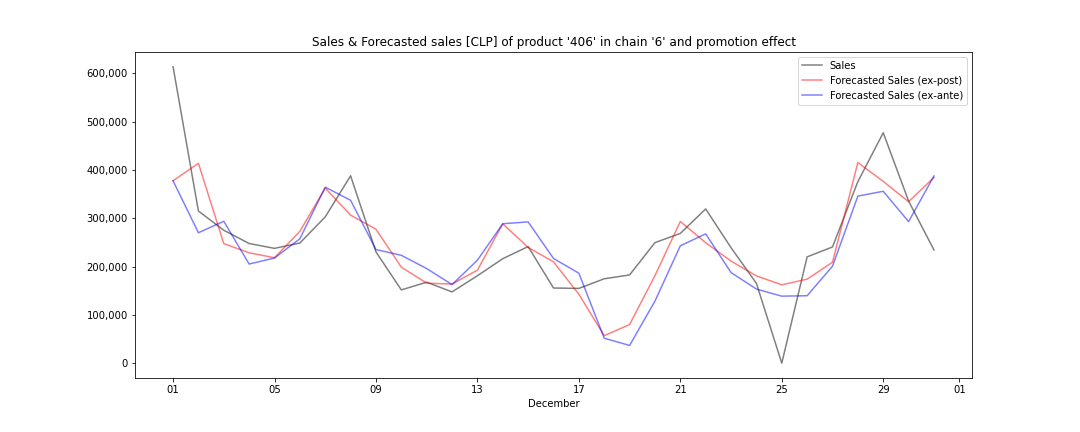 Sales & Forecasted sales [CLP] of product '406' in chain '6' and promotion effect
Sales
Forecasted Sales (ex-post)
Forecasted Sales (ex-ante)
600,000
500,000
400,000
300,000
200,000
100,000
0
01 05 09 13 17 21 25 29 01
December